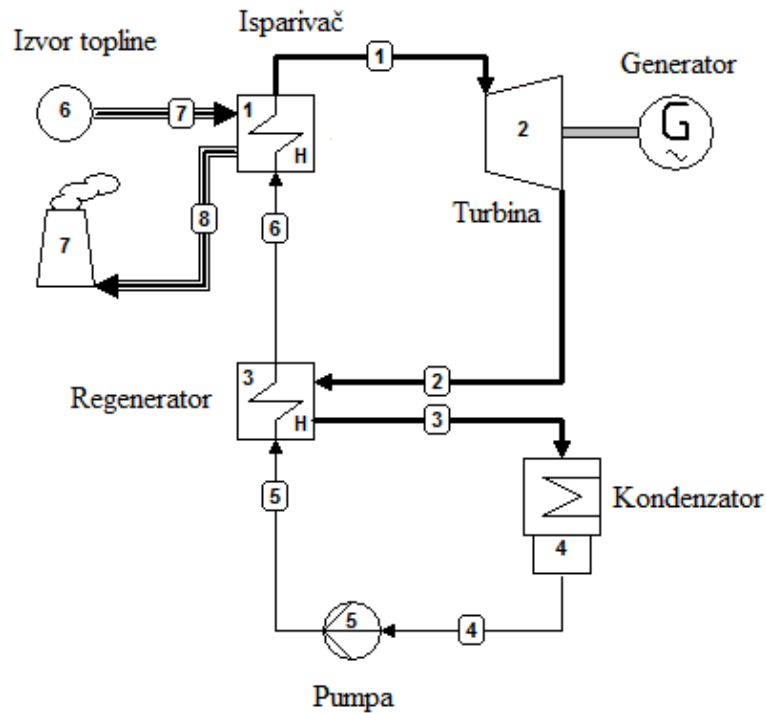 Isparivač
Izvor topline
Generator
1
6
7
1
H
2
G
8
6
7
Turbina
3
H
2
Regenerator
3
5
Kondenzator
4
5
4
Pumpa